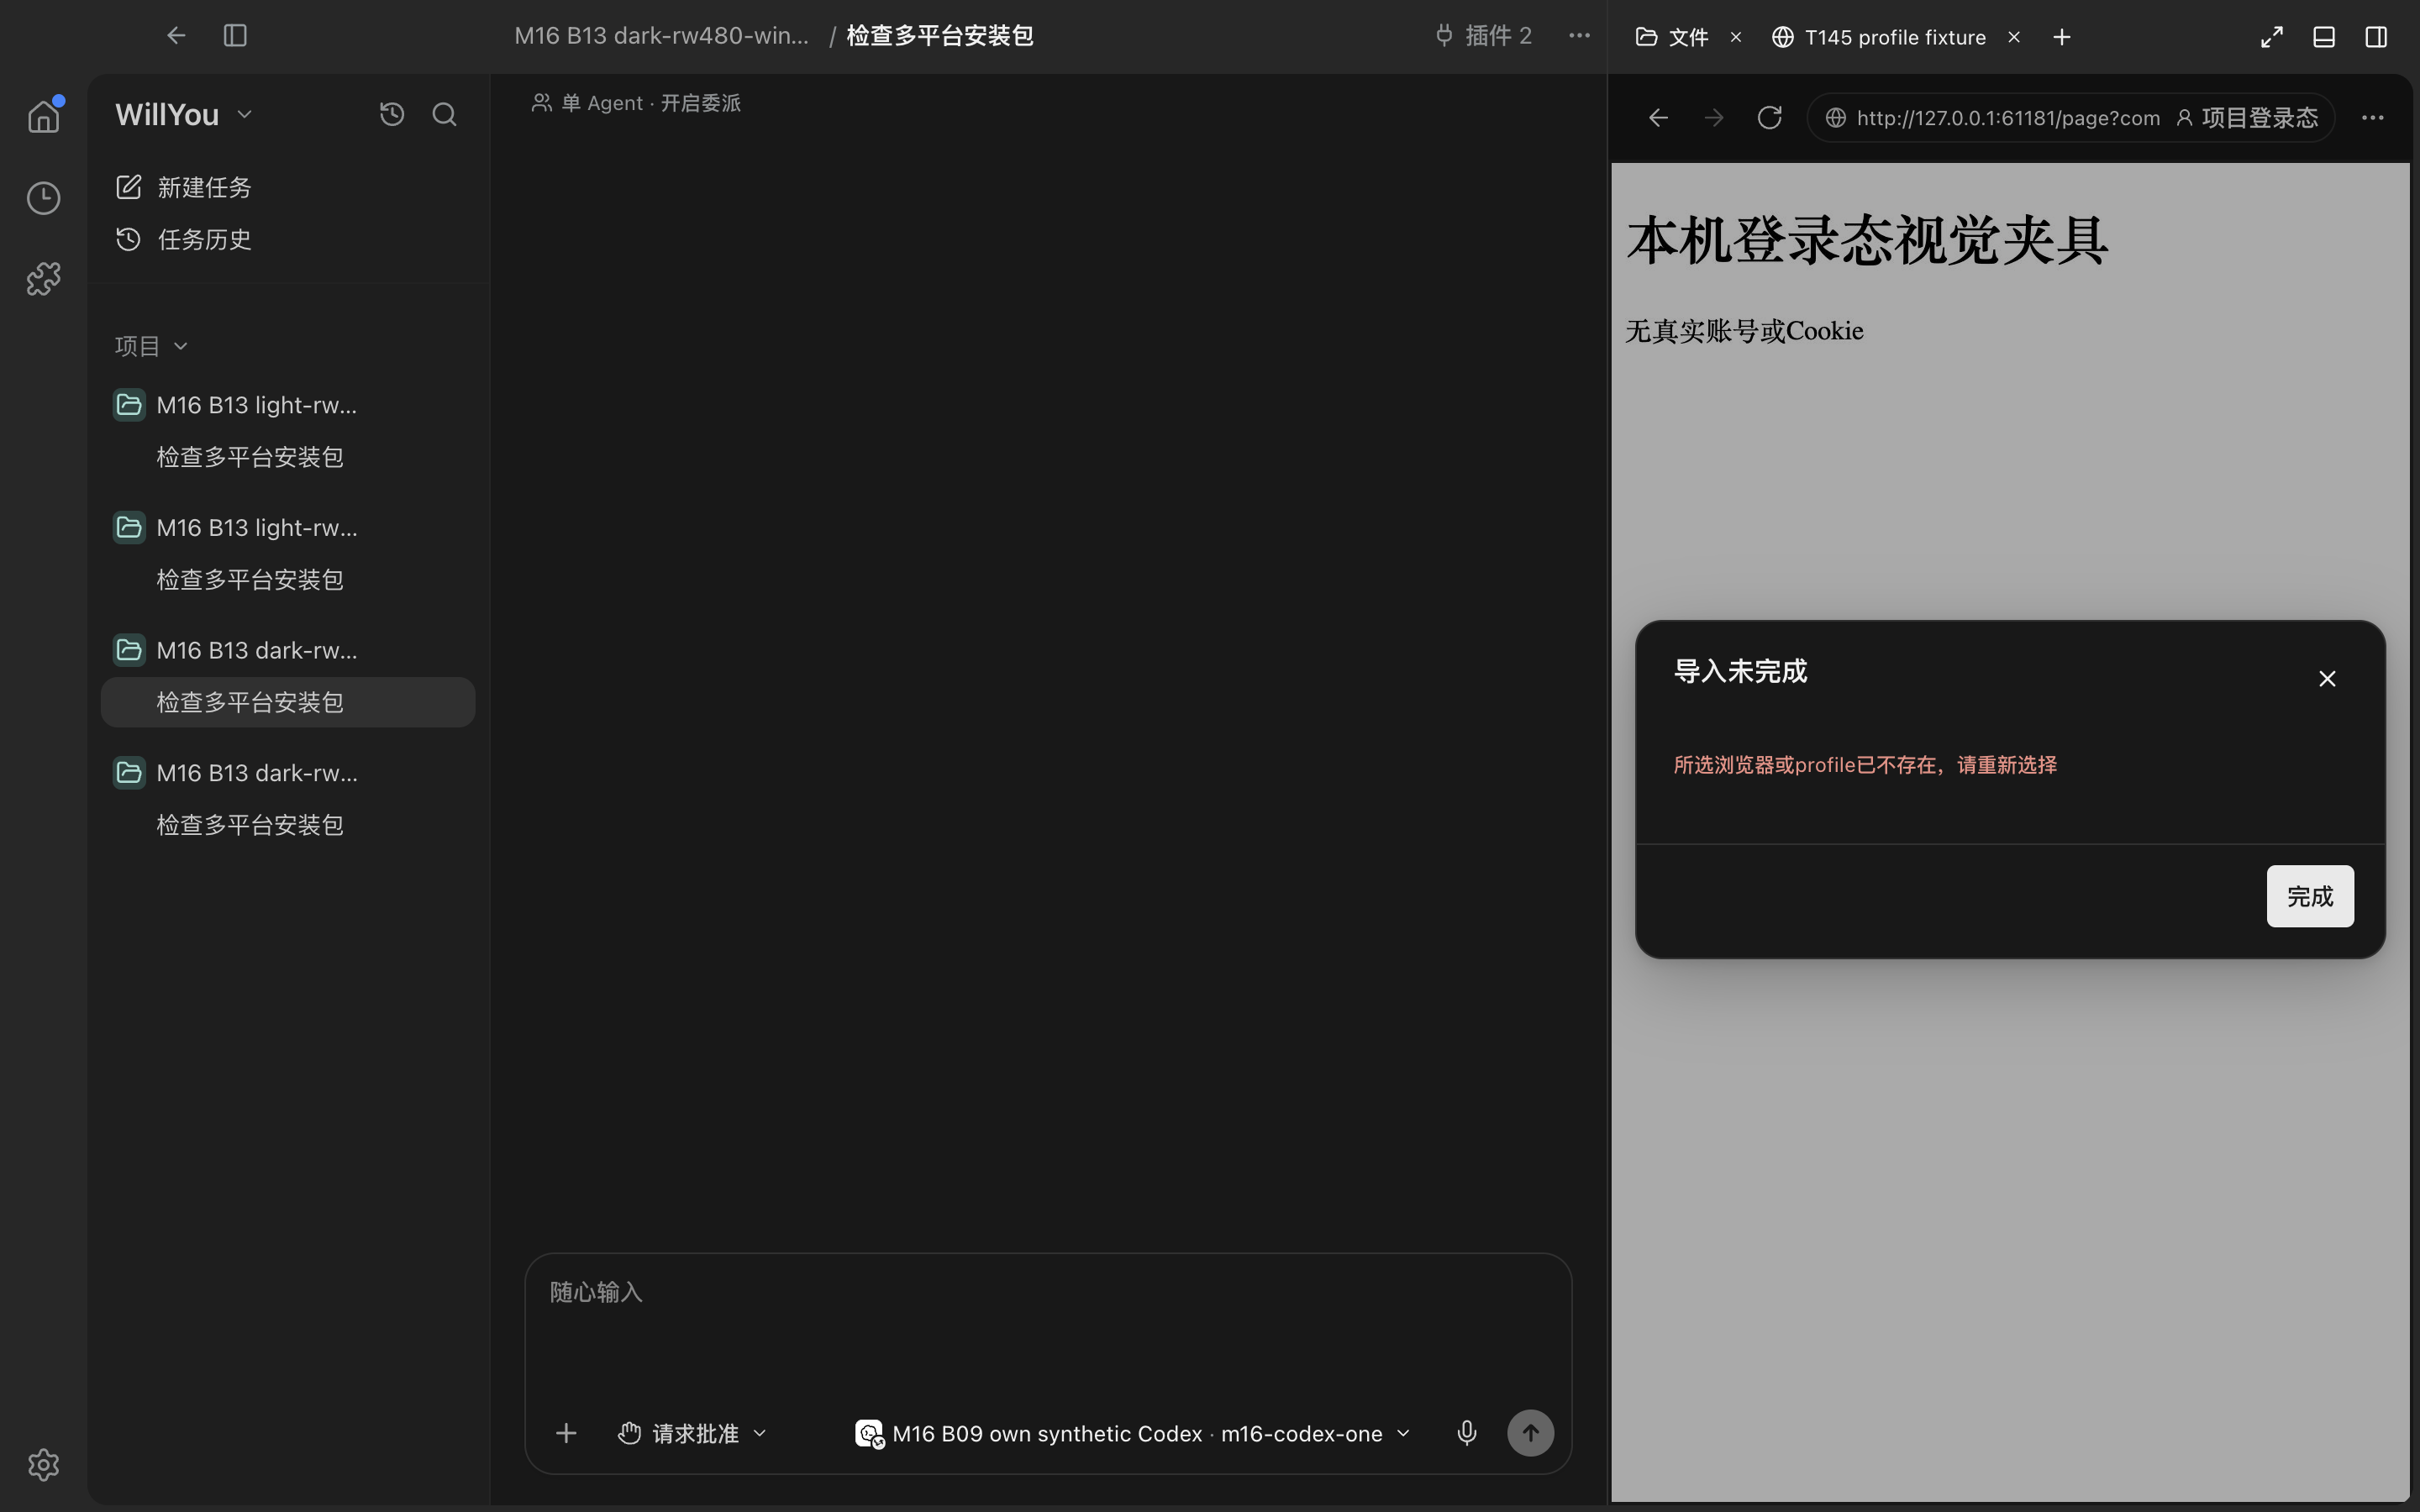 M16 B13 dark-rw480-win... / 检查多平台安装包
插件 2
文件
T145 profile fixture
WillYou
新建任务
任务历史
项目
M16 B13 light-rw...
检查多平台安装包
M16 B13 light-rw...
检查多平台安装包
M16 B13 dark-rw...
检查多平台安装包
M16 B13 dark-rw...
检查多平台安装包
单 Agent · 开启委派
随心输入
请求批准
M16 B09 own synthetic Codex · m16-codex-one
http://127.0.0.1:61181/page?com
项目登录态
本机登录态视觉夹具
无真实账号或Cookie
导入未完成
所选浏览器或profile已不存在，请重新选择
完成